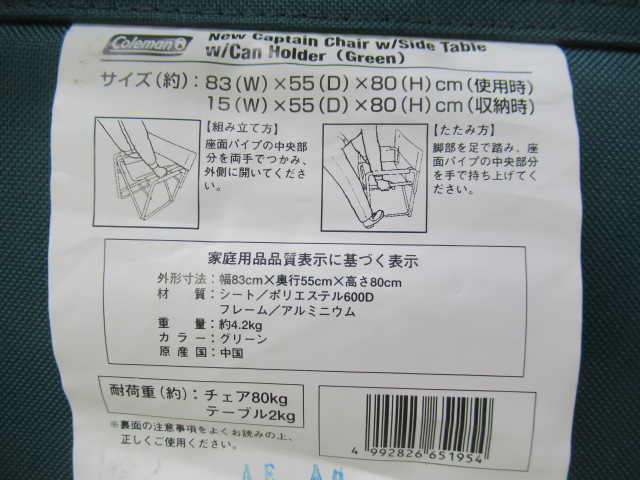 Coleman
New Captain Chair w/Side Table
w/Can Holder (Green)
サイズ(約):83(W)×55(D)×80(H)cm(使用時)
15(W)×55(D)×80(H)cm(収納時)
【組み立て方】
座面パイプの中央部
分を両手でつかみ、
外側に開いてくださ
い。
【たたみ方】
脚部を足で踏み、座
面パイプの中央部分
を手で持ち上げてく
ださい。
家庭用品品質表示に基づく表示
外形寸法:幅83cm×奥行55cm×高さ80cm
材質:シート/ポリエステル600D
フレーム/アルミニウム
重量:約4.2kg
カラー:グリーン
原産国:中国
耐荷重(約):チェア80kg
テーブル2kg
※裏面の注意事項をよくお読みの上、
正しくご使用ください。
4 992826 651954